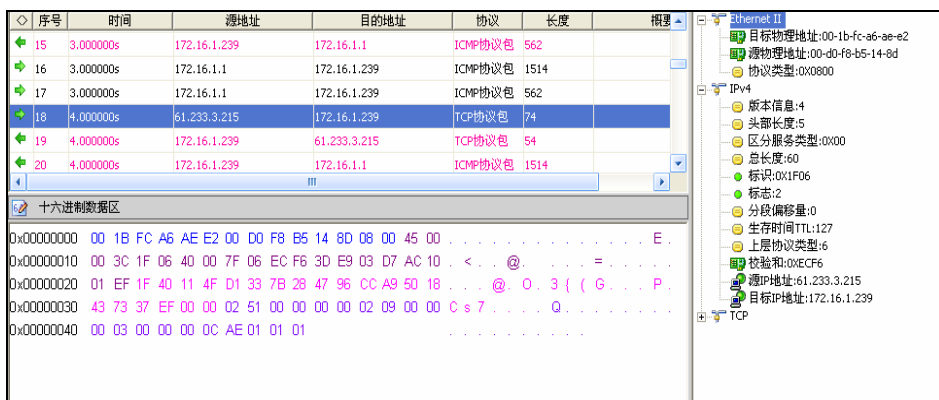 序号 时间 源地址 目的地址 协议 长度 概要
15 3.000000s 172.16.1.239 172.16.1.1 ICMP协议包 562
16 3.000000s 172.16.1.1 172.16.1.239 ICMP协议包 1514
17 3.000000s 172.16.1.1 172.16.1.239 ICMP协议包 562
18 4.000000s 61.233.3.215 172.16.1.239 TCP协议包 74
19 4.000000s 172.16.1.239 61.233.3.215 TCP协议包 54
20 4.000000s 172.16.1.239 172.16.1.1 ICMP协议包 1514
十六进制数据区
0x00000000 00 1B FC A6 AE E2 00 D0 F8 B5 14 8D 08 00 45 00 . . . . . . . . . . . . . . E .
0x00000010 00 3C 1F 06 40 00 7F 06 EC F6 3D E9 03 D7 AC 10 . < . . @ . . . . . = . . . . .
0x00000020 01 EF 1F 40 11 4F D1 33 7B 28 47 96 CC A9 50 18 . . . @ . O . 3 { ( G . . . P .
0x00000030 43 73 37 EF 00 00 02 51 00 00 00 00 02 09 00 00 C s 7 . . . . Q . . . . . . . .
0x00000040 00 03 00 00 00 0C AE 01 01 01 . . . . . . . . . .
Ethernet II
目标物理地址:00-1b-fc-a6-ae-e2
源物理地址:00-d0-f8-b5-14-8d
协议类型:0X0800
IPv4
版本信息:4
头部长度:5
区分服务类型:0X00
总长度:60
标识:0X1F06
标志:2
分段偏移量:0
生存时间TTL:127
上层协议类型:6
校验和:0XECF6
源IP地址:61.233.3.215
目标IP地址:172.16.1.239
TCP